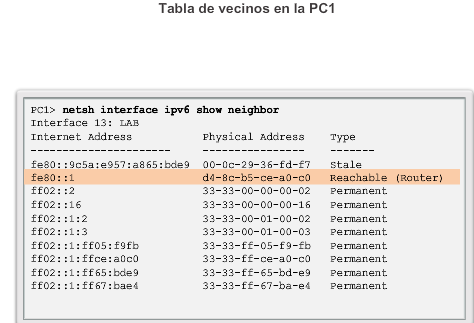 Tabla de vecinos en la PC1
PC1> netsh interface ipv6 show neighbor
Interface 13: LAB
Internet Address Physical Address Type
--------------------- --------------- -------
fe80::9c5a:e957:a865:bde9 00-0c-29-36-fd-f7 Stale
fe80::1 d4-8c-b5-ce-a0-c0 Reachable (Router)
ff02::2 33-33-00-00-00-02 Permanent
ff02::16 33-33-00-00-00-16 Permanent
ff02::1:2 33-33-00-01-00-02 Permanent
ff02::1:3 33-33-00-01-00-03 Permanent
ff02::1:ff05:f9fb 33-33-ff-05-f9-fb Permanent
ff02::1:ffce:a0c0 33-33-ff-ce-a0-c0 Permanent
ff02::1:ff65:bde9 33-33-ff-65-bd-e9 Permanent
ff02::1:ff67:bae4 33-33-ff-67-ba-e4 Permanent